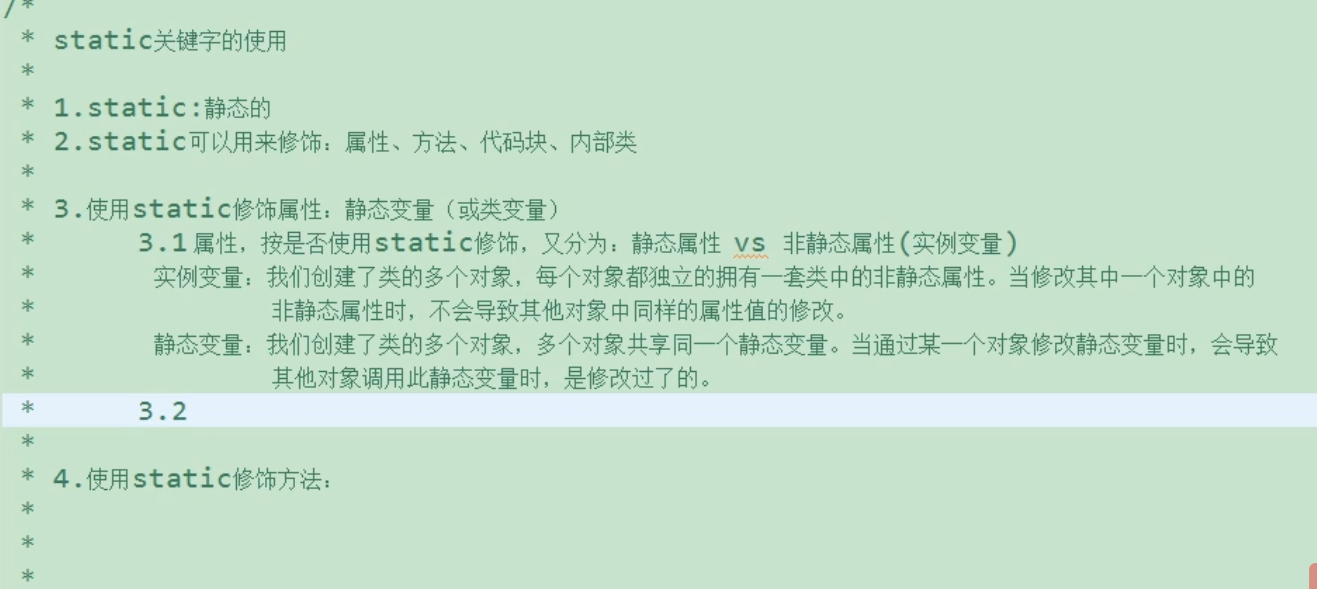 /*
* static关键字的使用
*
* 1.static:静态的
* 2.static可以用来修饰：属性、方法、代码块、内部类
*
* 3.使用static修饰属性：静态变量（或类变量）
* 3.1 属性，按是否使用static修饰，又分为：静态属性 vs 非静态属性(实例变量)
* 实例变量：我们创建了类的多个对象，每个对象都独立的拥有一套类中的非静态属性。当修改其中一个对象中的
* 非静态属性时，不会导致其他对象中同样的属性值的修改。
* 静态变量：我们创建了类的多个对象，多个对象共享同一个静态变量。当通过某一个对象修改静态变量时，会导致
* 其他对象调用此静态变量时，是修改过了的。
* 3.2
*
* 4.使用static修饰方法：
*
*
*